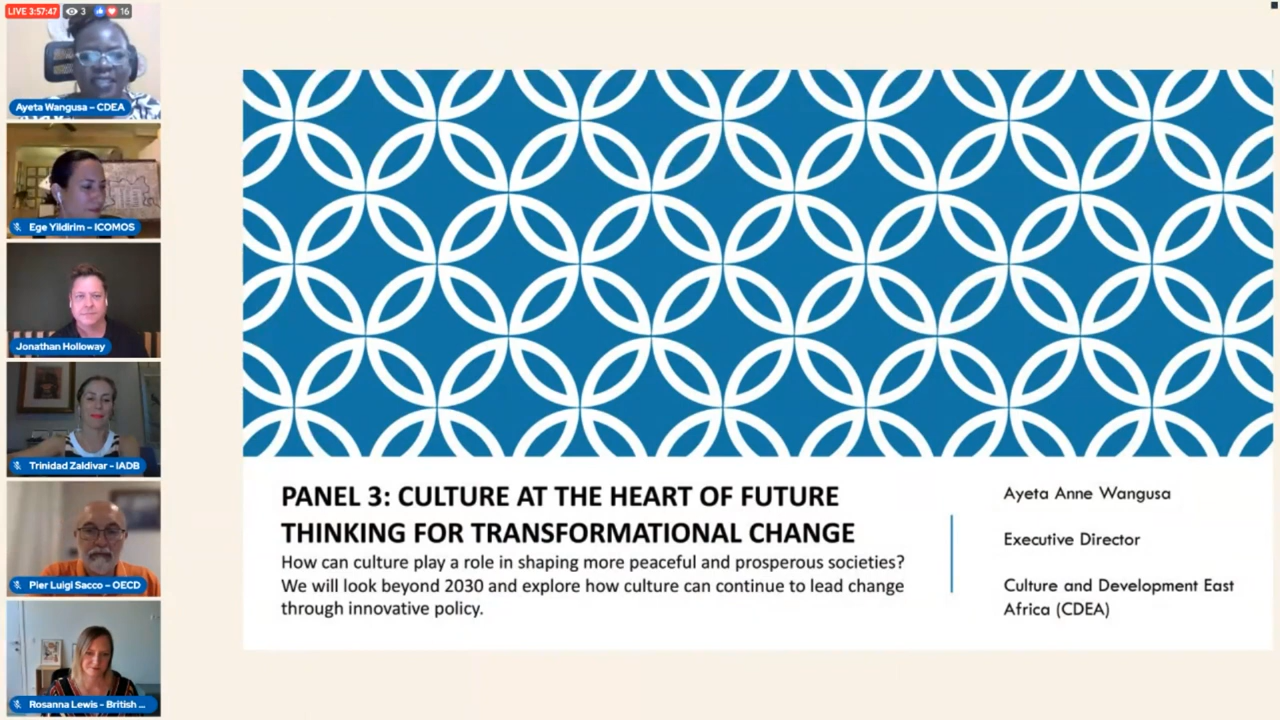 LIVE 3:57:47 3 16
Ayeta Wangusa – CDEA
Ege Yildirim – ICOMOS
Jonathan Holloway
Trinidad Zaldivar - IADB
Pier Luigi Sacco – OECD
Rosanna Lewis - British ...
PANEL 3: CULTURE AT THE HEART OF FUTURE
THINKING FOR TRANSFORMATIONAL CHANGE
How can culture play a role in shaping more peaceful and prosperous societies?
We will look beyond 2030 and explore how culture can continue to lead change
through innovative policy.
Ayeta Anne Wangusa
Executive Director
Culture and Development East
Africa (CDEA)